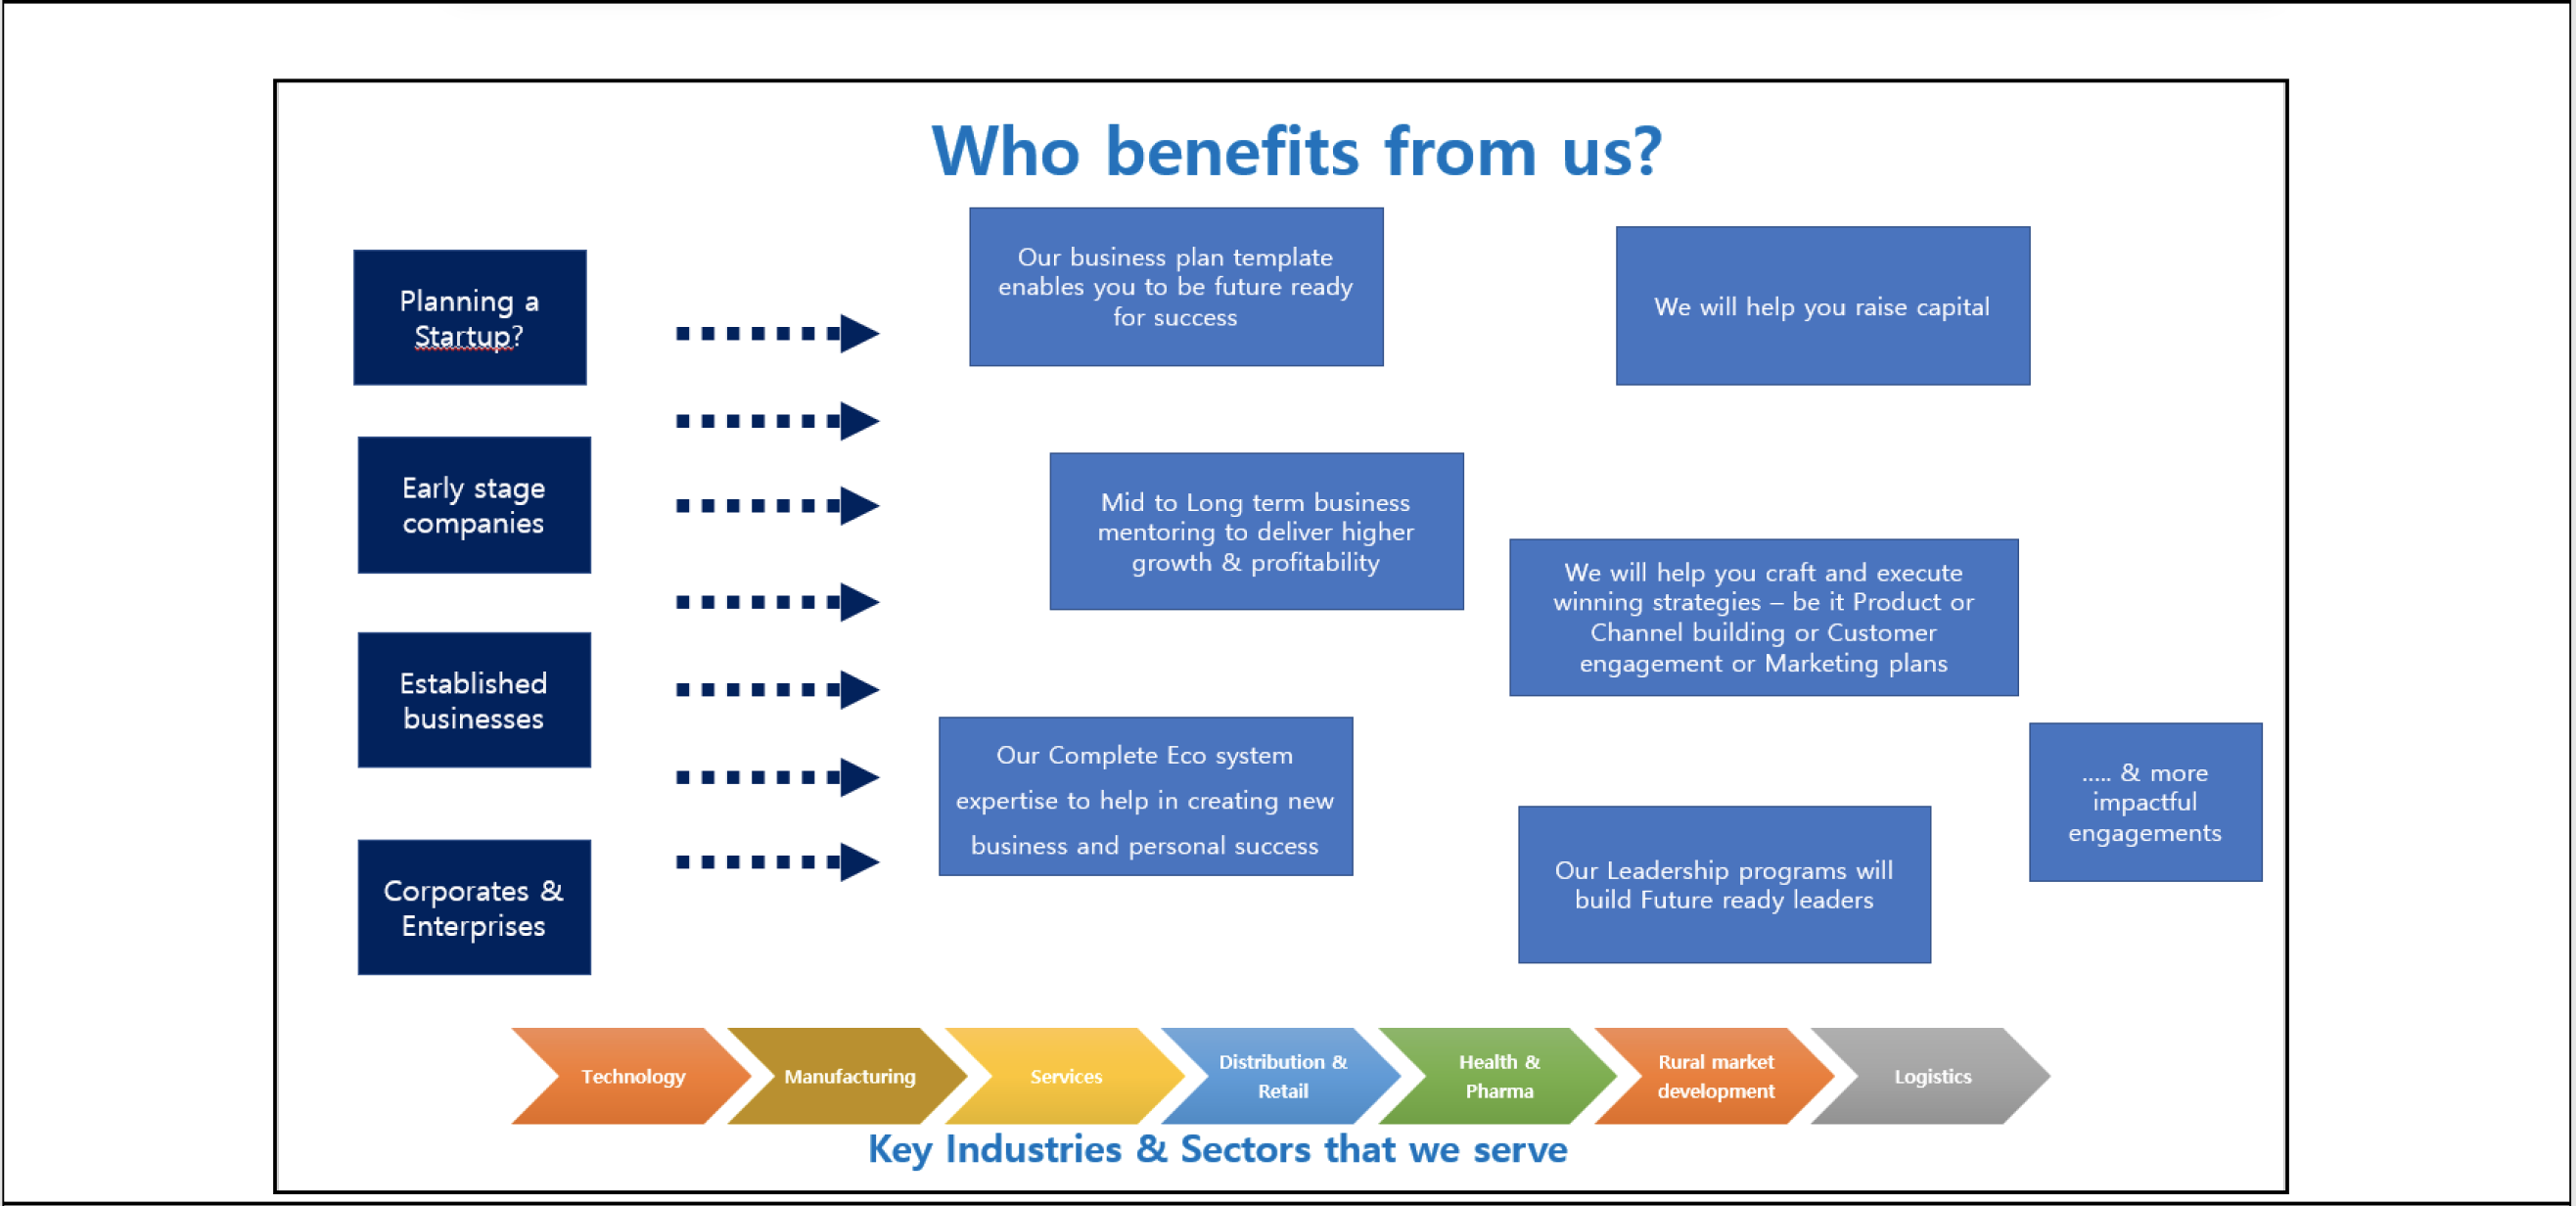 Who benefits from us?
Planning a
Startup?
Early stage
companies
Established
businesses
Corporates &
Enterprises
Our business plan template
enables you to be future ready
for success
We will help you raise capital
Mid to Long term business
mentoring to deliver higher
growth & profitability
We will help you craft and execute
winning strategies – be it Product or
Channel building or Customer
engagement or Marketing plans
Our Complete Eco system
expertise to help in creating new
business and personal success
Our Leadership programs will
build Future ready leaders
..... & more
impactful
engagements
Technology
Manufacturing
Services
Distribution &
Retail
Health &
Pharma
Rural market
development
Logistics
Key Industries & Sectors that we serve